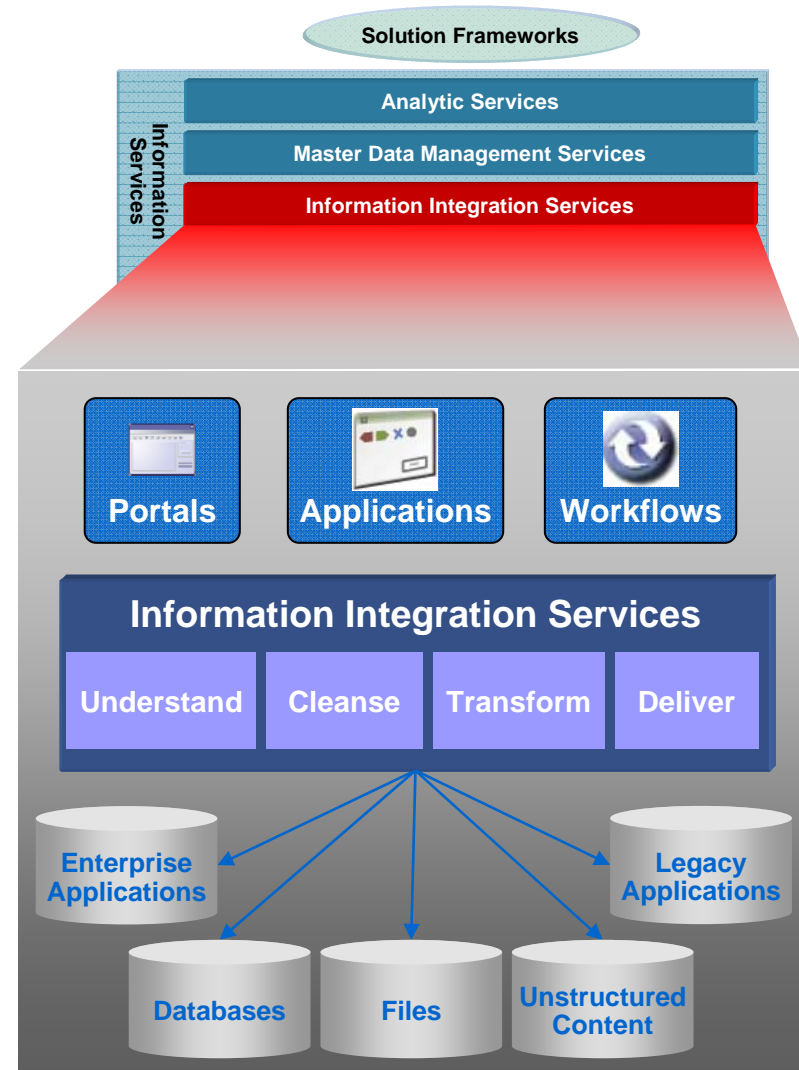 Solution Frameworks
Information
Services
Analytic Services
Master Data Management Services
Information Integration Services
Portals
Applications
Workflows
Information Integration Services
Understand
Cleanse
Transform
Deliver
Enterprise
Applications
Legacy
Applications
Databases
Files
Unstructured
Content